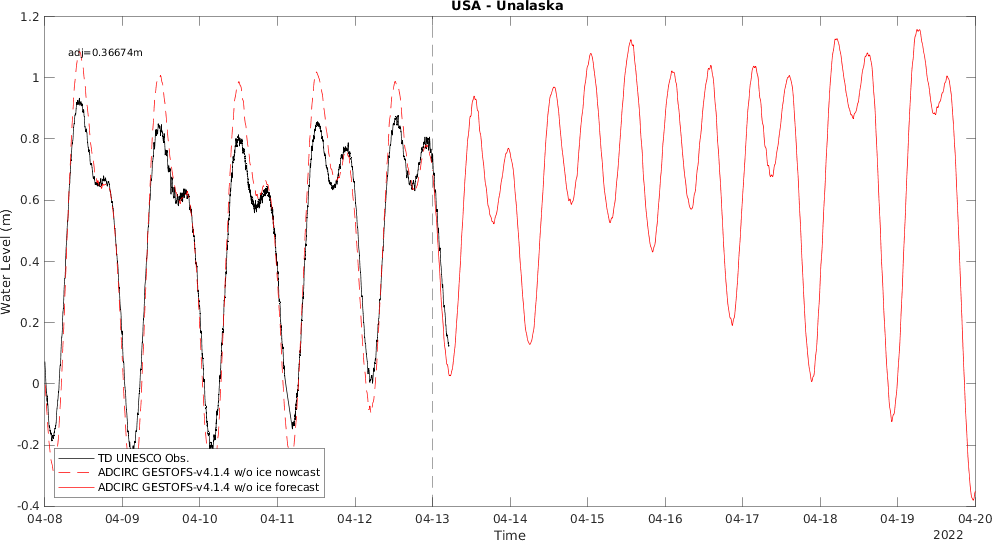 USA - Unalaska
adj=0.36674m
Water Level (m)
1.2
1
0.8
0.6
0.4
0.2
0
-0.2
-0.4
TD UNESCO Obs.
ADCIRC GESTOFS-v4.1.4 w/o ice nowcast
ADCIRC GESTOFS-v4.1.4 w/o ice forecast
04-08 04-09 04-10 04-11 04-12 04-13 04-14 04-15 04-16 04-17 04-18 04-19 04-20
Time
2022